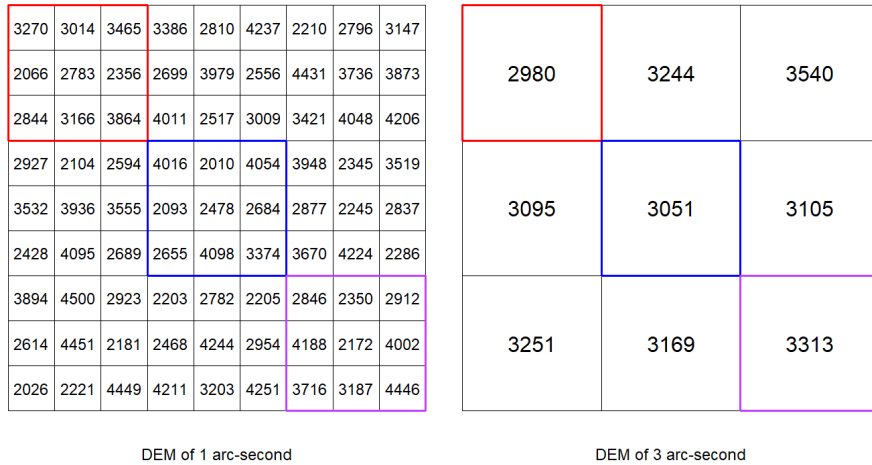 3270 3014 3465 3386 2810 4237 2210 2796 3147
2066 2783 2356 2699 3979 2556 4431 3736 3873
2844 3166 3864 4011 2517 3009 3421 4048 4206
2927 2104 2594 4016 2010 4054 3948 2345 3519
3532 3936 3555 2093 2478 2684 2877 2245 2837
2428 4095 2689 2655 4098 3374 3670 4224 2286
3894 4500 2923 2203 2782 2205 2846 2350 2912
2614 4451 2181 2468 4244 2954 4188 2172 4002
2026 2221 4449 4211 3203 4251 3716 3187 4446
DEM of 1 arc-second
2980 3244 3540
3095 3051 3105
3251 3169 3313
DEM of 3 arc-second